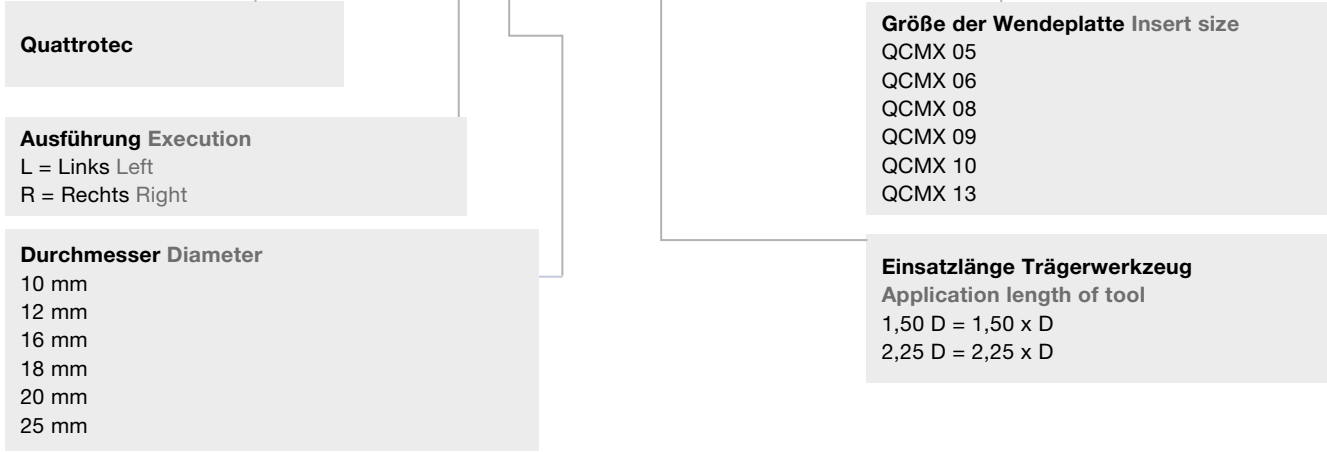 Quattrotec
Ausführung Execution
L = Links Left
R = Rechts Right
Durchmesser Diameter
10 mm
12 mm
16 mm
18 mm
20 mm
25 mm
Größe der Wendeplatte Insert size
QCMX 05
QCMX 06
QCMX 08
QCMX 09
QCMX 10
QCMX 13
Einsatzlänge Trägerwerkzeug
Application length of tool
1,50 D = 1,50 x D
2,25 D = 2,25 x D